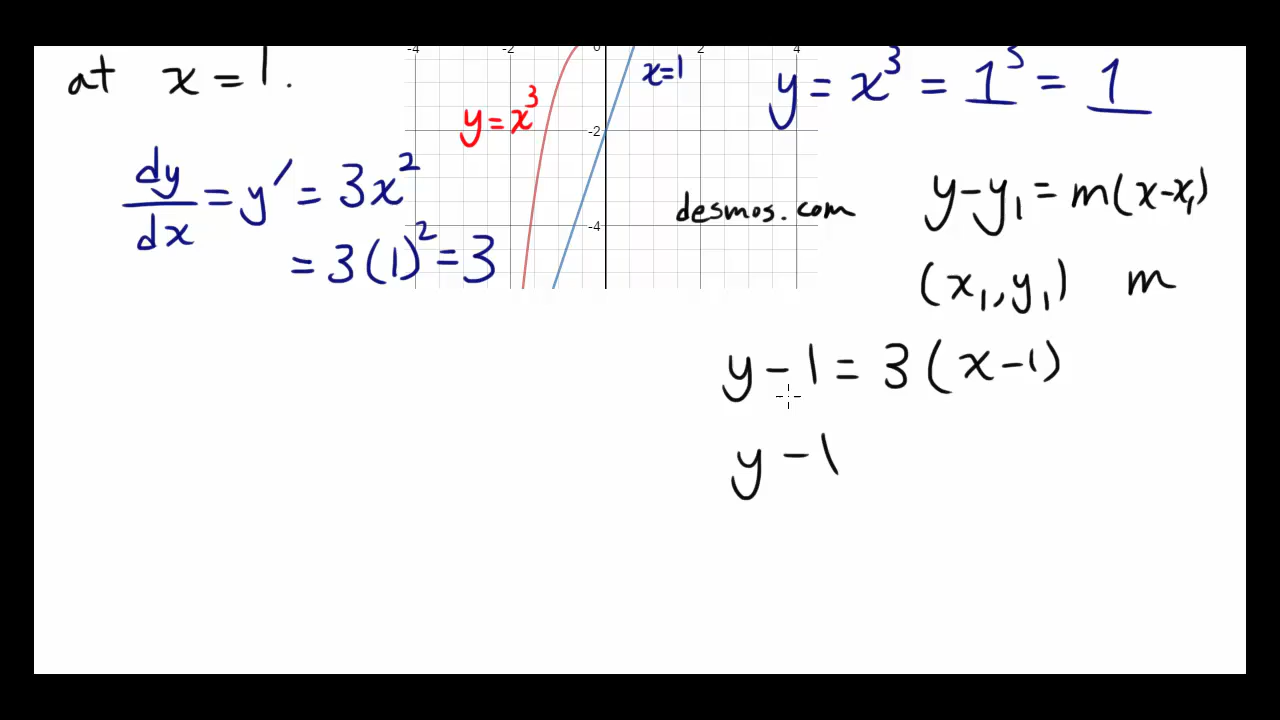 at x = 1.
-4 -2 0 2 4
x=1
y = x³ = 1³ = 1
y = x³
-2
dy/dx = y′ = 3x²
y-y₁ = m(x-x₁)
desmos.com
-4
= 3(1)² = 3
(x₁,y₁) m
y-1 = 3(x-1)
y-1